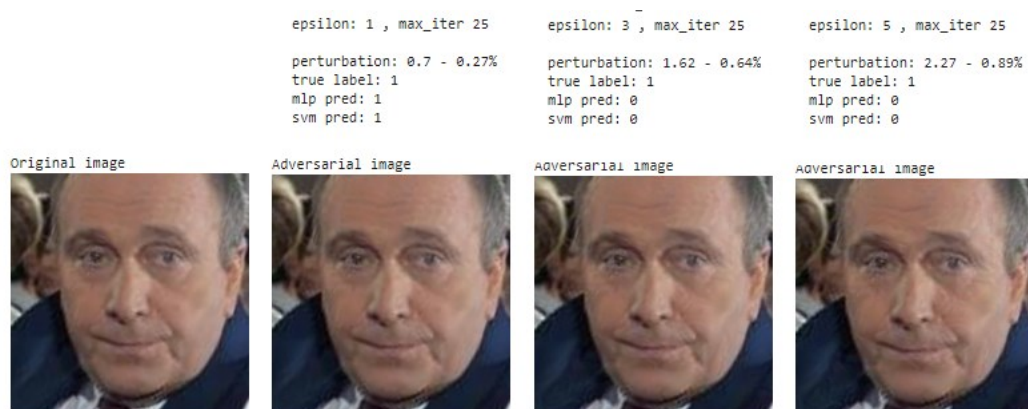 epsilon: 1 , max_iter 25
perturbation: 0.7 - 0.27%
true label: 1
mlp pred: 1
svm pred: 1
epsilon: 3 , max_iter 25
perturbation: 1.62 - 0.64%
true label: 1
mlp pred: 0
svm pred: 0
epsilon: 5 , max_iter 25
perturbation: 2.27 - 0.89%
true label: 1
mlp pred: 0
svm pred: 0
Original image
Adversarial image
Adversarial image
Adversarial image